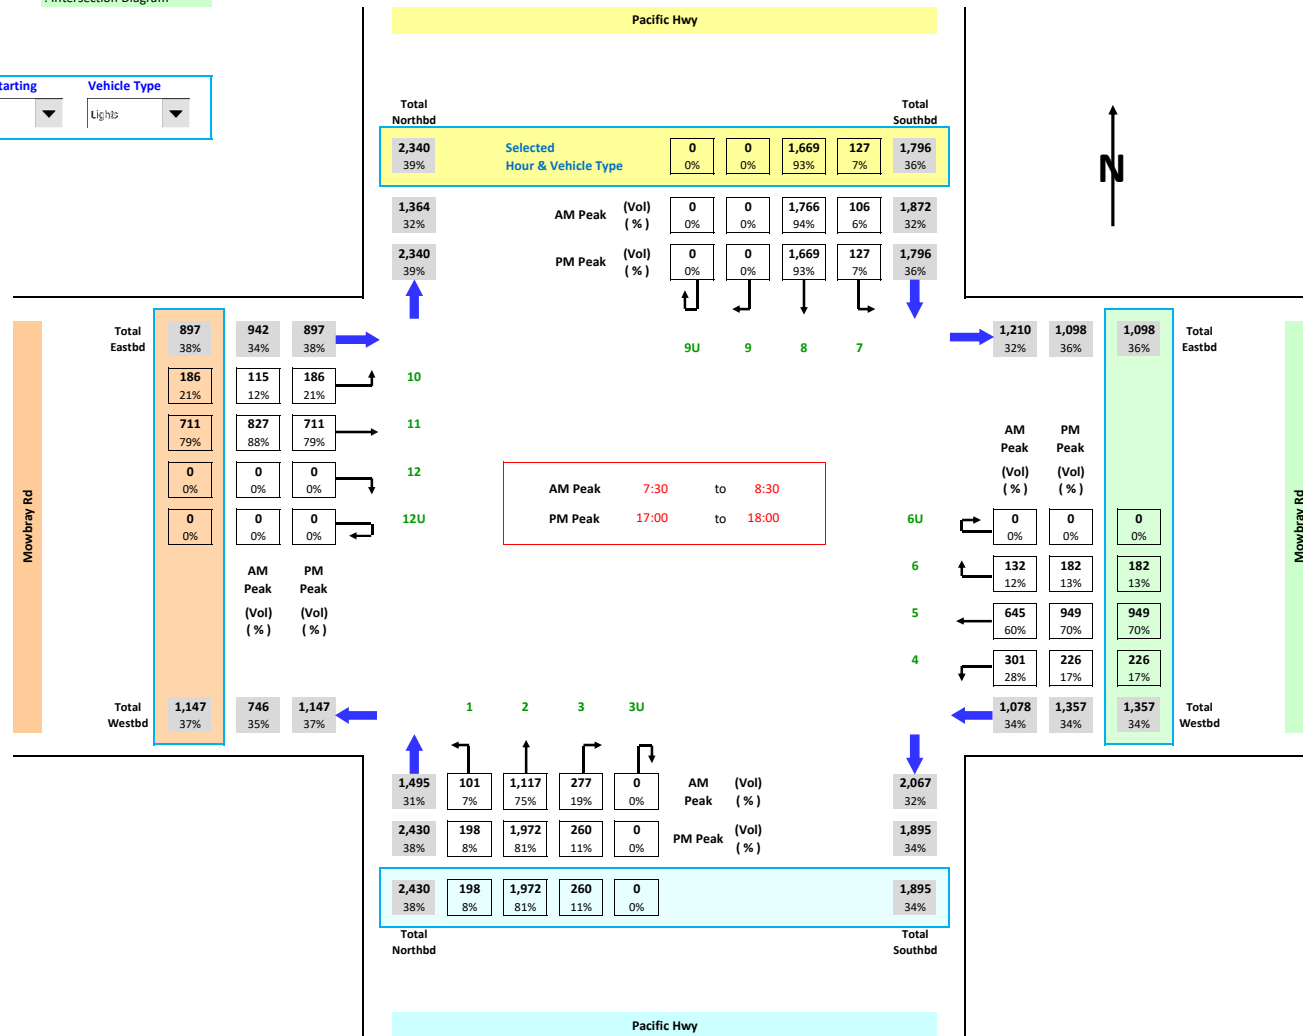 : Intersection Diagram
Pacific Hwy
tarting Vehicle Type
Lights
Total Northbd
Total Southbd
2,340 Selected 0 0 1,669 127 1,796
39% Hour & Vehicle Type 0% 0% 93% 7% 36%
1,364 AM Peak (Vol) 0 0 1,766 106 1,872
32% ( % ) 0% 0% 94% 6% 32%
2,340 PM Peak (Vol) 0 0 1,669 127 1,796
39% ( % ) 0% 0% 93% 7% 36%
N
9U 9 8 7
Total 897 942 897
Eastbd 38% 34% 38%
1,210 1,098 1,098 Total
32% 36% 36% Eastbd
186 115 186 10
21% 12% 21%
711 827 711 11
79% 88% 79%
0 0 0 12
0% 0% 0%
0 0 0 12U
0% 0% 0%
AM PM
Peak Peak
(Vol) (Vol)
( % ) ( % )
Mowbray Rd
AM Peak 7:30 to 8:30
PM Peak 17:00 to 18:00
AM PM
Peak Peak
(Vol) (Vol)
( % ) ( % )
6U 0 0 0
0% 0% 0%
6 132 182 182
12% 13% 13%
5 645 949 949
60% 70% 70%
4 301 226 226
28% 17% 17%
Mowbray Rd
Total 1,147 746 1,147
Westbd 37% 35% 37%
1,078 1,357 1,357 Total
34% 34% 34% Westbd
1 2 3 3U
1,495 101 1,117 277 0 AM (Vol) 2,067
31% 7% 75% 19% 0% Peak ( % ) 32%
2,430 198 1,972 260 0 PM Peak (Vol) 1,895
38% 8% 81% 11% 0% ( % ) 34%
2,430 198 1,972 260 0 1,895
38% 8% 81% 11% 0% 34%
Total Total
Northbd Southbd
Pacific Hwy